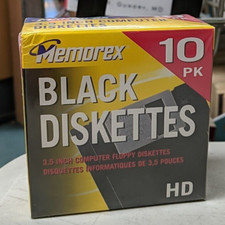 Memorex
10
PK
BLACK
DISKETTES
3.5-INCH COMPUTER FLOPPY DISKETTES
DISQUETTES INFORMATIQUES DE 3,5 POUCES
HD